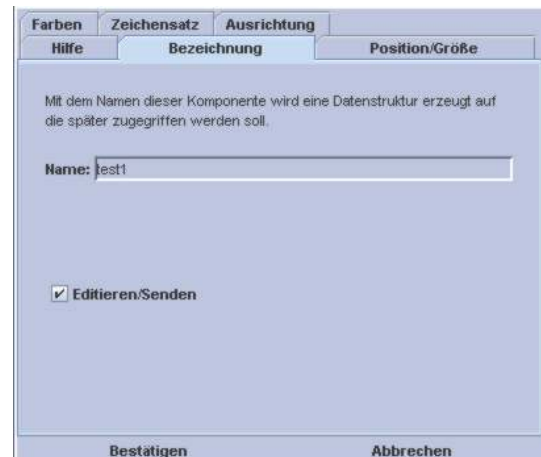 Farben Zeichensatz Ausrichtung
Hilfe Bezeichnung Position/Größe
Mit dem Namen dieser Komponente wird eine Datenstruktur erzeugt auf
die später zugegriffen werden soll.
Name: test1
Editieren/Senden
Bestätigen Abbrechen